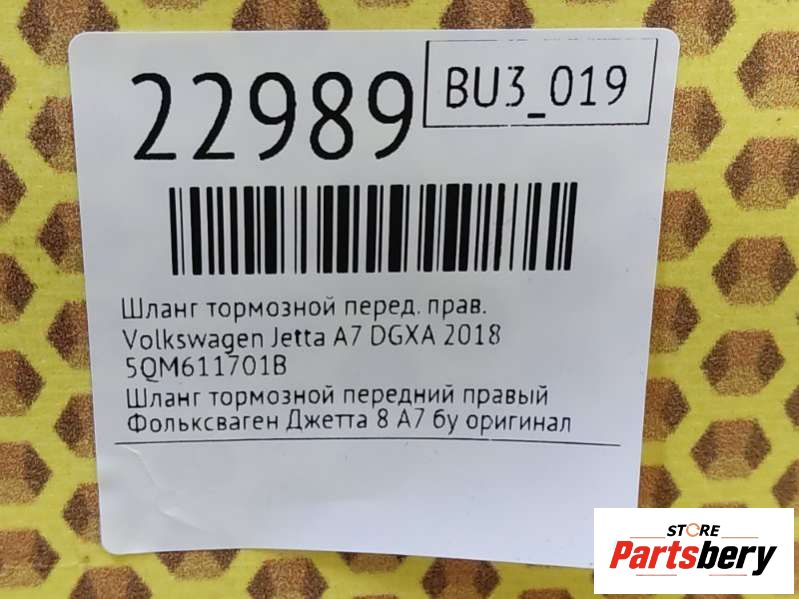 22989
BU3_019
Шланг тормозной перед. прав.
Volkswagen Jetta A7 DGXA 2018
5QM611701B
Шланг тормозной передний правый
Фольксваген Джетта 8 А7 бу оригинал
STORE
Partsbery